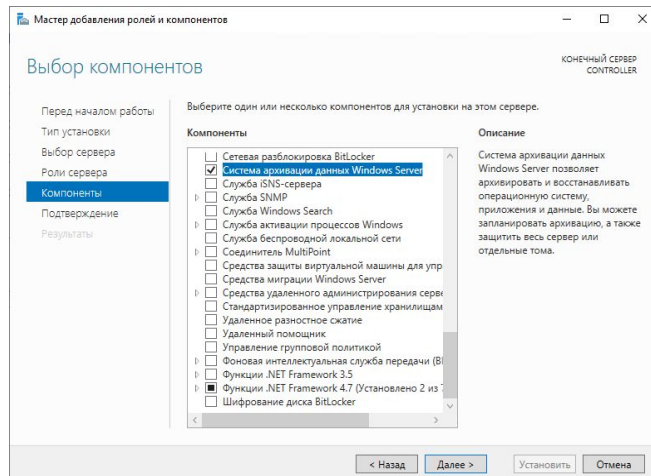 Мастер добавления ролей и компонентов
Выбор компонентов
КОНЕЧНЫЙ СЕРВЕР
CONTROLLER
Перед началом работы
Тип установки
Выбор сервера
Роли сервера
Компоненты
Подтверждение
Результаты
Выберите один или несколько компонентов для установки на этом сервере.
Компоненты
Сетевая разблокировка BitLocker
Система архивации данных Windows Server
Служба iSNS-сервера
Служба SNMP
Служба Windows Search
Служба активации процессов Windows
Служба беспроводной локальной сети
Соединитель MultiPoint
Средства защиты виртуальной машины для упр
Средства миграции Windows Server
Средства удаленного администрирования серве
Стандартизированное управление хранилищам
Удаленное разностное сжатие
Удаленный помощник
Управление групповой политикой
Фоновая интеллектуальная служба передачи (BI
Функции .NET Framework 3.5
Функции .NET Framework 4.7 (Установлено 2 из 7
Шифрование диска BitLocker
Описание
Система архивации данных
Windows Server позволяет
архивировать и восстанавливать
операционную систему,
приложения и данные. Вы можете
запланировать архивацию, а также
защитить весь сервер или
отдельные тома.
< Назад
Далее >
Установить
Отмена